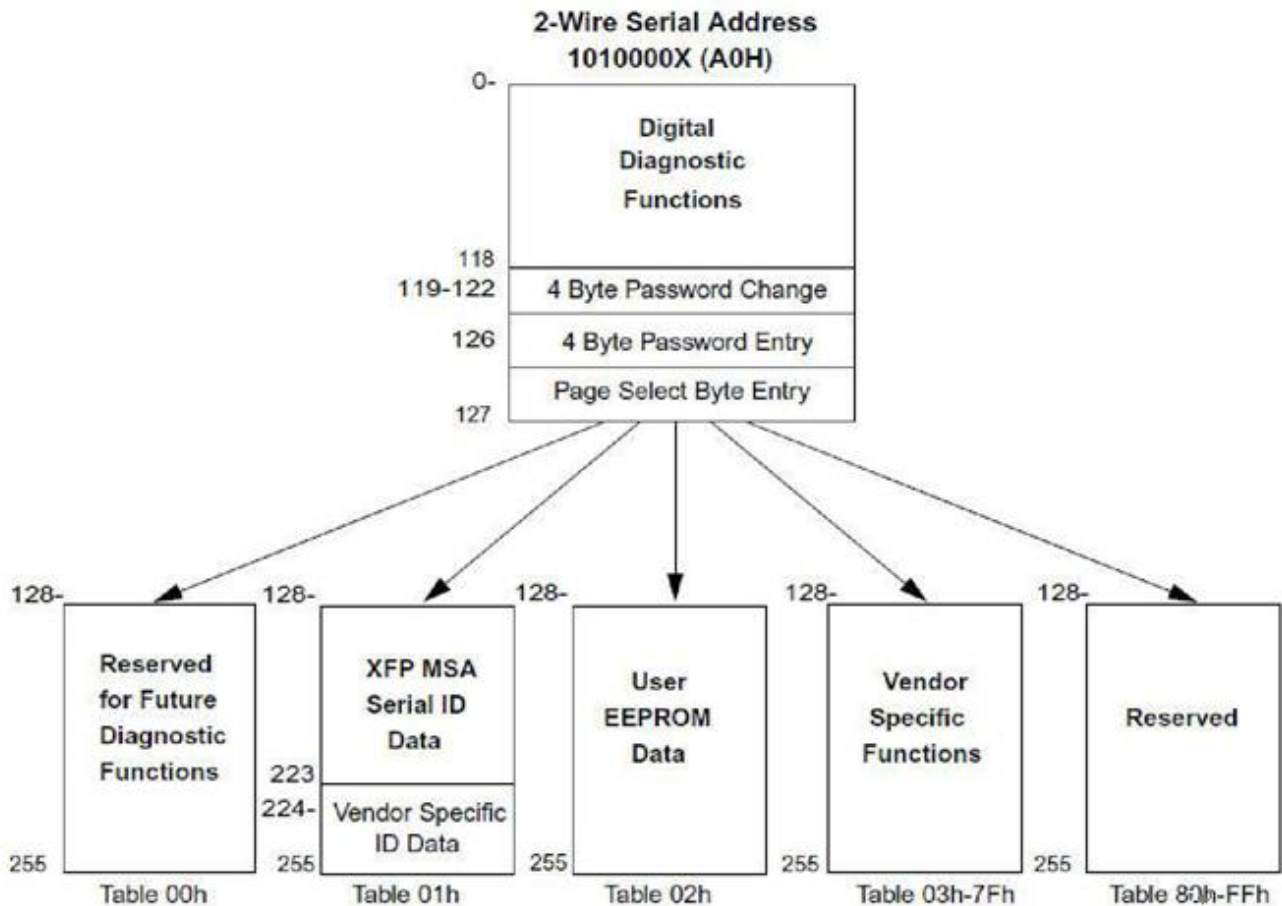 2-Wire Serial Address
1010000X (A0H)
0-
Digital
Diagnostic
Functions
118
119-122
4 Byte Password Change
126
4 Byte Password Entry
Page Select Byte Entry
127
128-
Reserved
for Future
Diagnostic
Functions
255
Table 00h
128-
XFP MSA
Serial ID
Data
223
224-
Vendor Specific
ID Data
255
Table 01h
128-
User
EEPROM
Data
255
Table 02h
128-
Vendor
Specific
Functions
255
Table 03h-7Fh
128-
Reserved
255
Table 80h-FFh